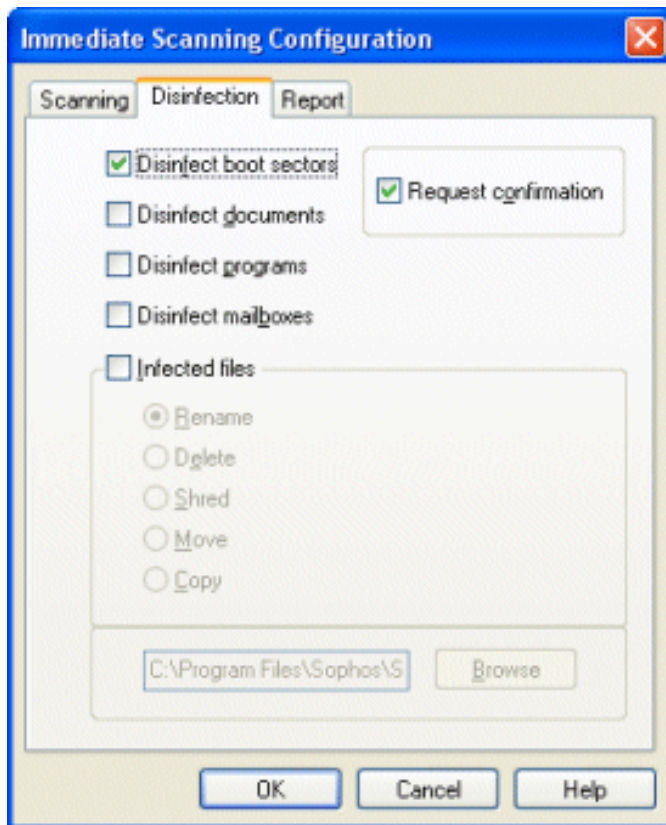 Immediate Scanning Configuration
Scanning Disinfection Report
Disinfect boot sectors
Request confirmation
Disinfect documents
Disinfect programs
Disinfect mailboxes
Infected files
Rename
Delete
Shred
Move
Copy
C:\Program Files\Sophos\S Browse
OK Cancel Help